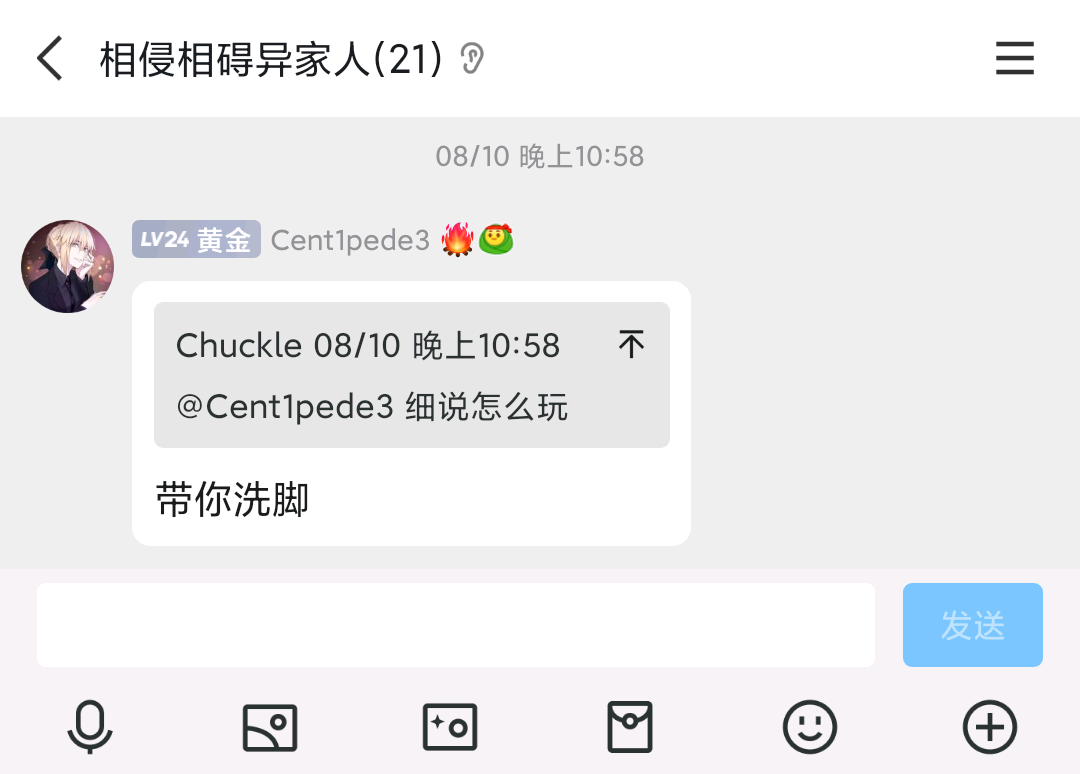 相侵相碍异家人(21)
08/10 晚上10:58
LV24 黄金 Cent1pede3
Chuckle 08/10 晚上10:58
@Cent1pede3 细说怎么玩
带你洗脚
发送